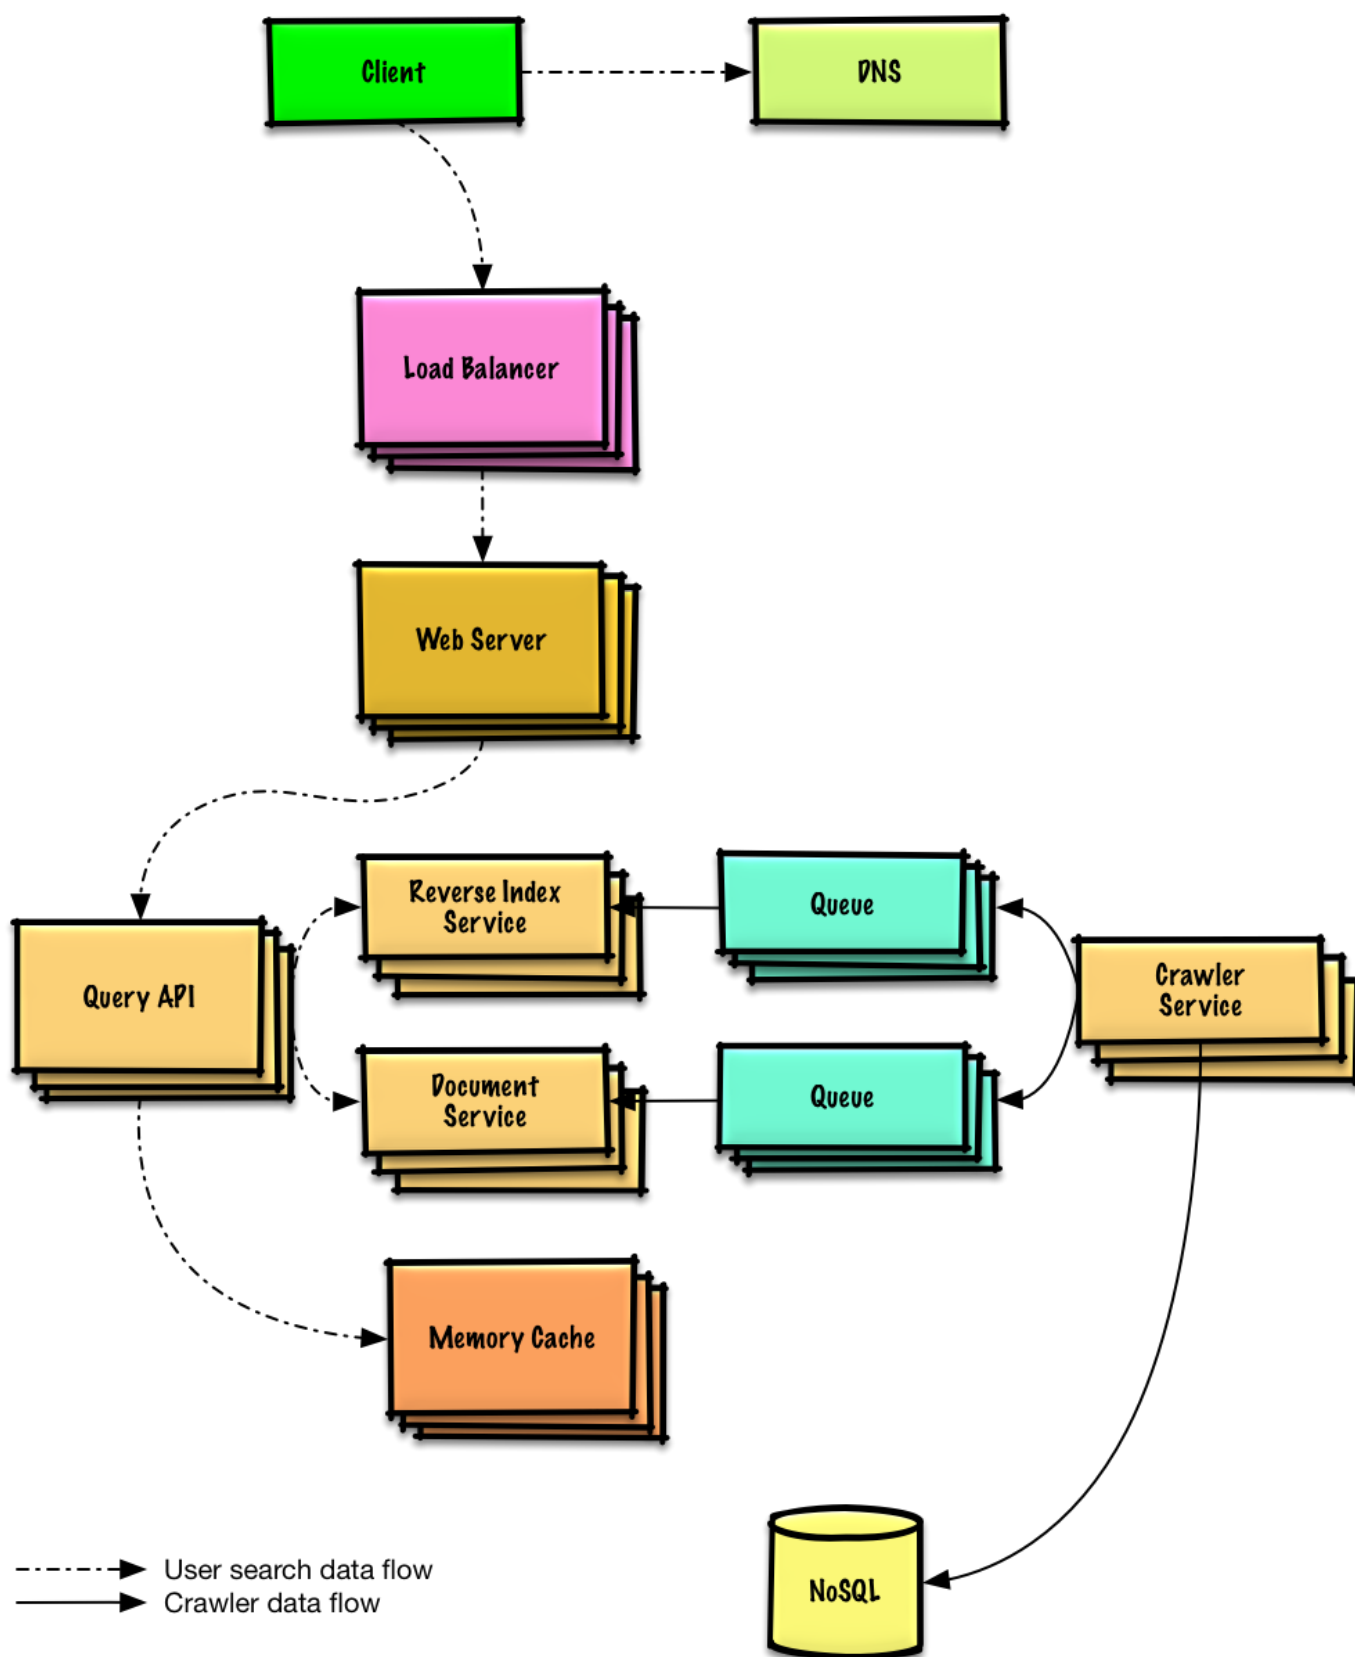 Client
DNS
Load Balancer
Web Server
Reverse Index
Service
Queue
Crawler
Service
Query API
Document
Service
Queue
Memory Cache
User search data flow
Crawler data flow
NoSQL